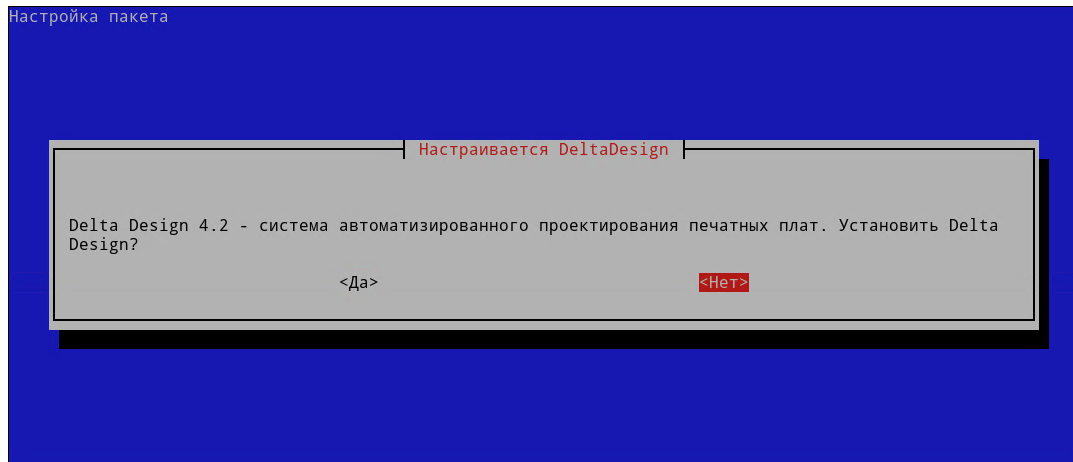 Настройка пакета
Настраивается DeltaDesign
Delta Design 4.2 - система автоматизированного проектирования печатных плат. Установить Delta
Design?
<Да> <Нет>